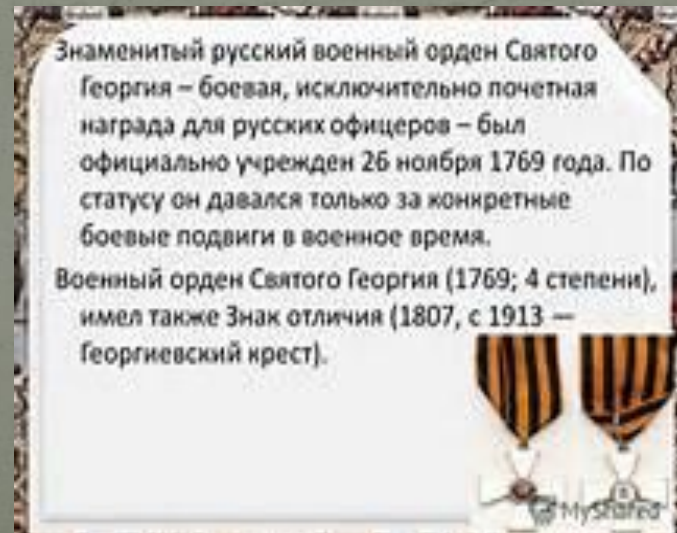 Знаменитый русский военный орден Святого
Георгия – боевая, исключительно почетная
награда для русских офицеров – был
официально учрежден 26 ноября 1769 года. По
статусу он давался только за конкретные
боевые подвиги в военное время.
Военный орден Святого Георгия (1769; 4 степени),
имел также Знак отличия (1807, с 1913 —
Георгиевский крест).
MyShared